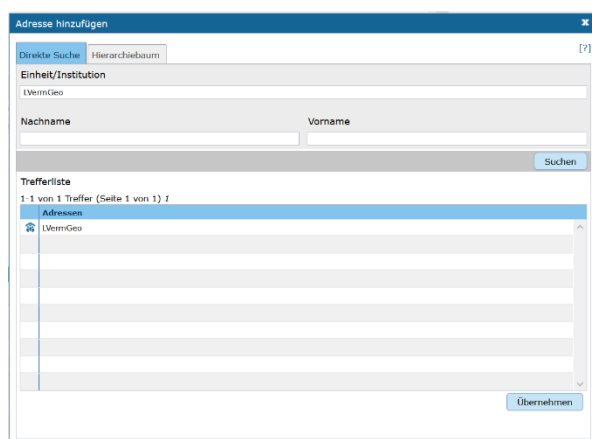 Adresse hinzufügen x
[?]
Direkte Suche Hierarchiebaum
Einheit/Institution
LVermGeo
Nachname Vorname
Suchen
Trefferliste
1-1 von 1 Treffer (Seite 1 von 1) 1
Adressen
LVermGeo
Übernehmen